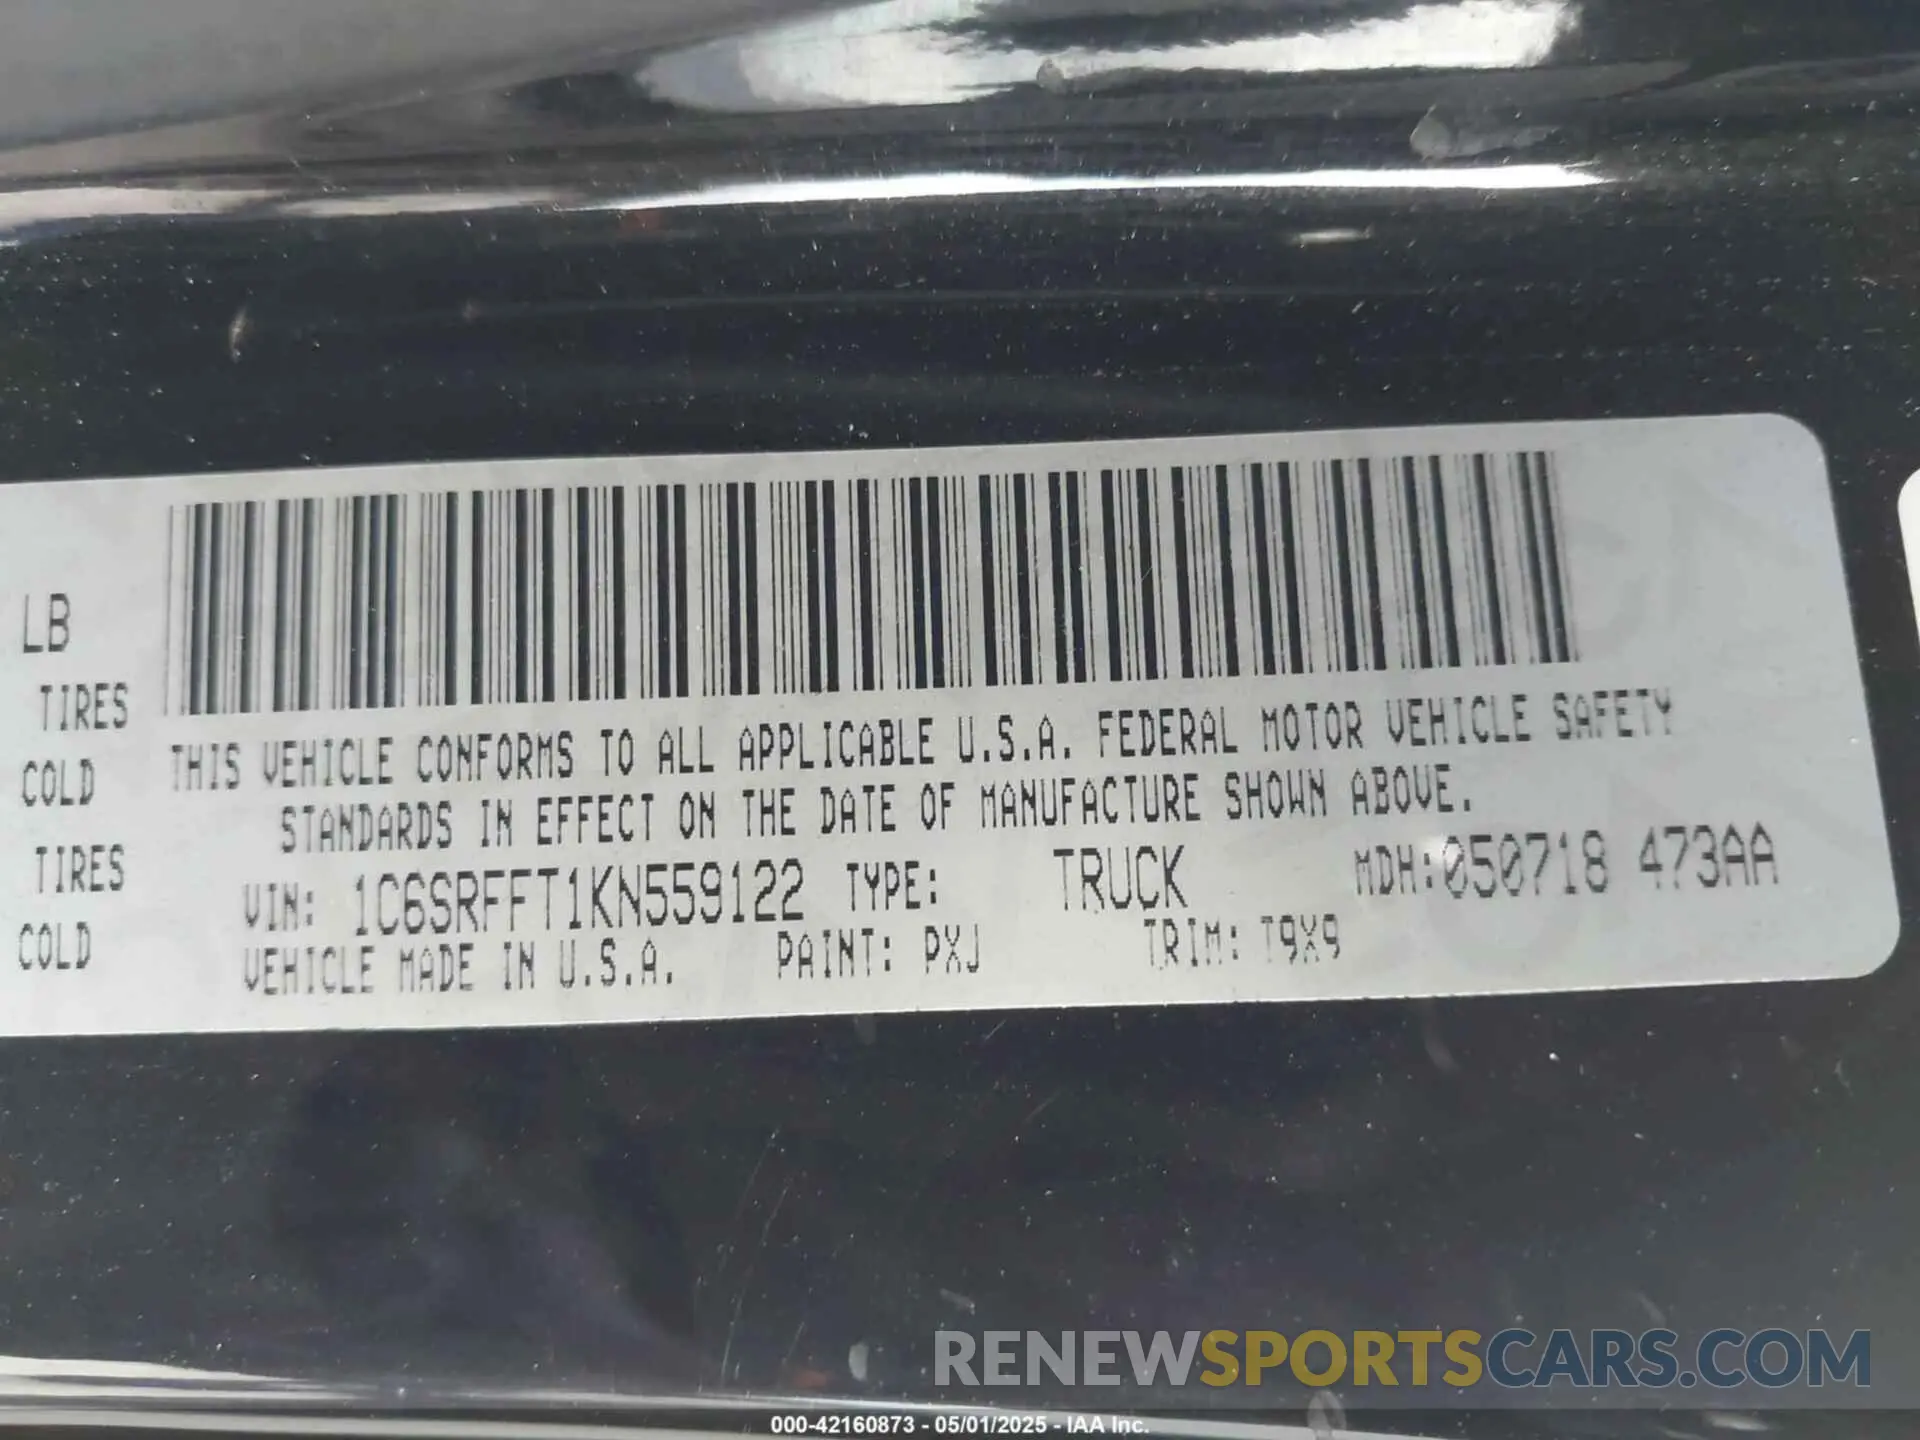 LB
TIRES
COLD
TIRES
COLD
THIS VEHICLE CONFORMS TO ALL APPLICABLE U.S.A. FEDERAL MOTOR VEHICLE SAFETY
STANDARDS IN EFFECT ON THE DATE OF MANUFACTURE SHOWN ABOVE.
VIN: 1C6SRFFT1KN559122 TYPE: TRUCK MDH:050718 473AA
VEHICLE MADE IN U.S.A. PAINT: PXJ TRIM: T9X9
RENEWSPORTSCARS.COM
000-42160873 - 05/01/2025 - IAA Inc.